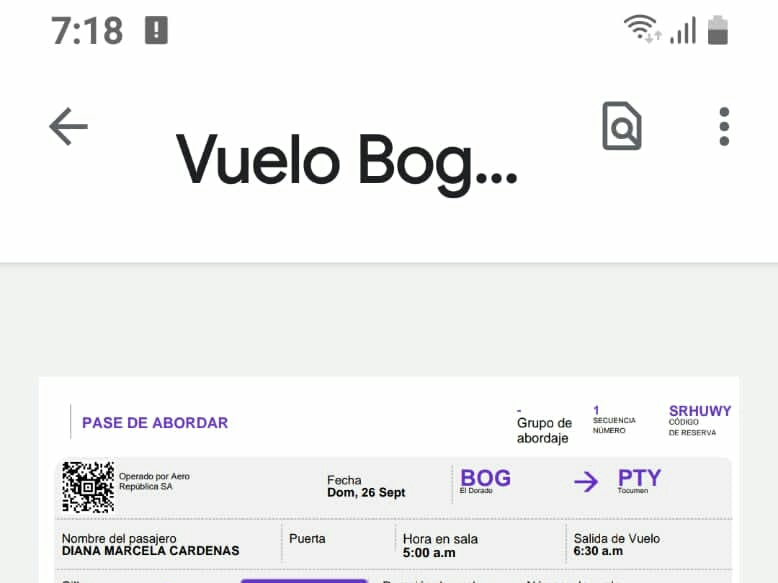 7:18
Vuelo Bog...
PASE DE ABORDAR
-
Grupo de
abordaje
1
SECUENCIA
NÚMERO
SRHUWY
CÓDIGO
DE RESERVA
Operado por Aero
República SA
Fecha
Dom, 26 Sept
BOG
El Dorado
PTY
Tocumen
Nombre del pasajero
DIANA MARCELA CARDENAS
Puerta
Hora en sala
5:00 a.m
Salida de Vuelo
6:30 a.m